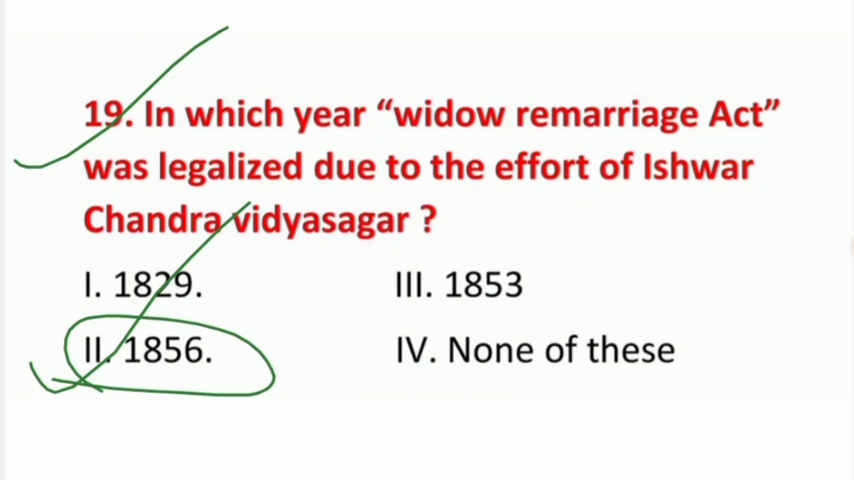 19. In which year “widow remarriage Act”
was legalized due to the effort of Ishwar
Chandra vidyasagar ?
I. 1829. III. 1853
II. 1856. IV. None of these